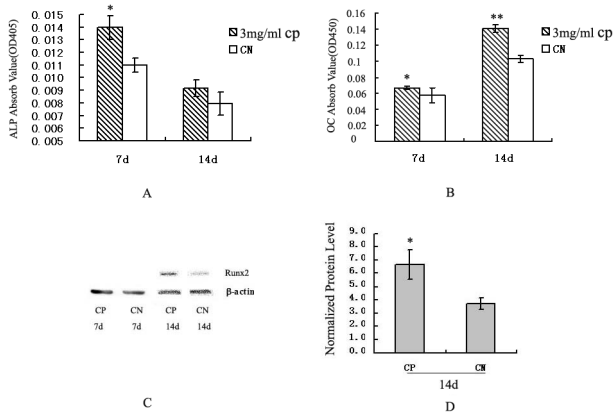 ALP Absorb Value(OD405)
0. 015
0. 014
0. 013
0. 012
0. 011
0. 010
0. 009
0. 008
0. 007
0. 006
0. 005
*
3mg/ml cp
CN
7d
14d
A
OC Absorb Value(OD450)
0.16
0.14
0.12
0.10
0.08
0.06
0.04
0.02
0
*
**
3mg/ml cp
CN
7d
14d
B
Runx2
β-actin
CP CN CP CN
7d 7d 14d 14d
C
Normalized Protein Level
9.0
8.0
7.0
6.0
5.0
4.0
3.0
2.0
1.0
0.0
*
CP
CN
14d
D